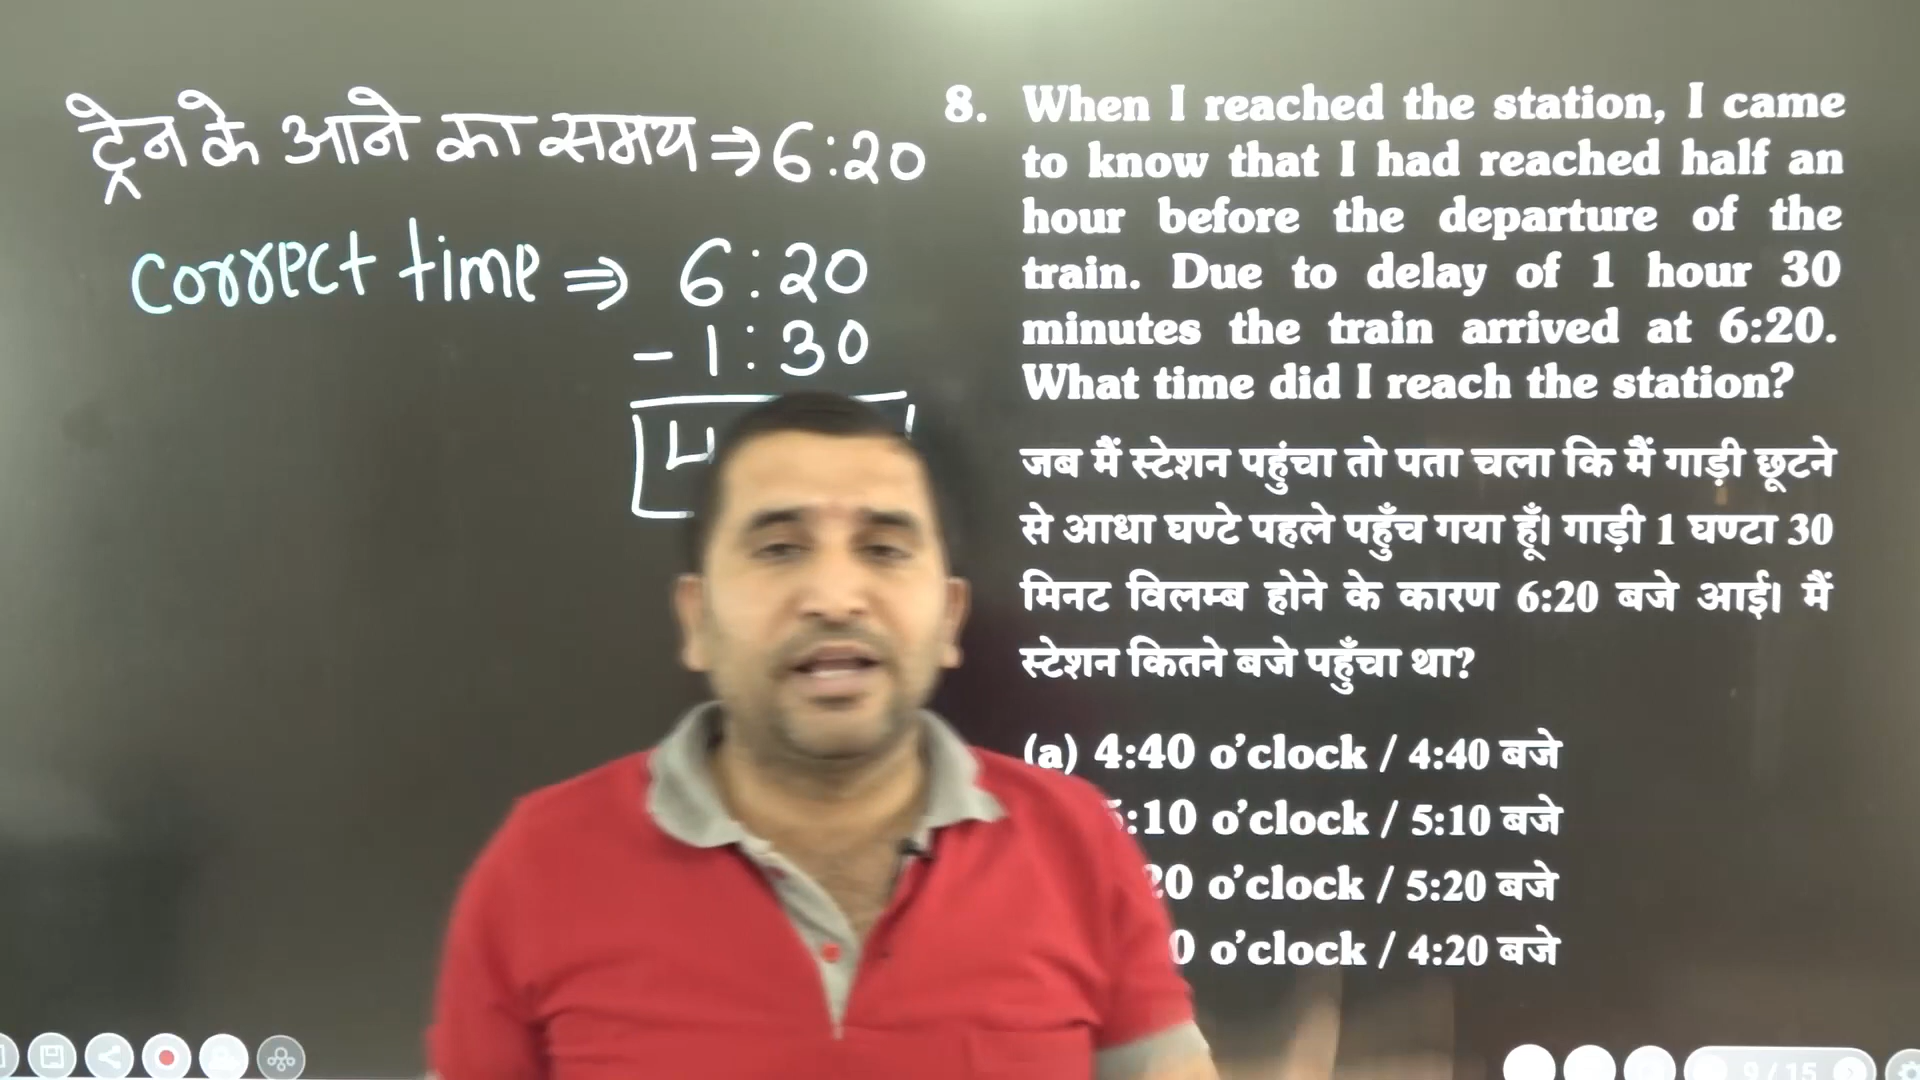 ट्रेन के आने का समय ⇒ 6:20
correct time ⇒ 6:20
- 1:30
4
8. When I reached the station, I came
to know that I had reached half an
hour before the departure of the
train. Due to delay of 1 hour 30
minutes the train arrived at 6:20.
What time did I reach the station?
जब मैं स्टेशन पहुंचा तो पता चला कि मैं गाड़ी छूटने
से आधा घण्टे पहले पहुँच गया हूँ। गाड़ी 1 घण्टा 30
मिनट विलम्ब होने के कारण 6:20 बजे आई। मैं
स्टेशन कितने बजे पहुँचा था?
(a) 4:40 o’clock / 4:40 बजे
:10 o’clock / 5:10 बजे
20 o’clock / 5:20 बजे
0 o’clock / 4:20 बजे
9 / 15